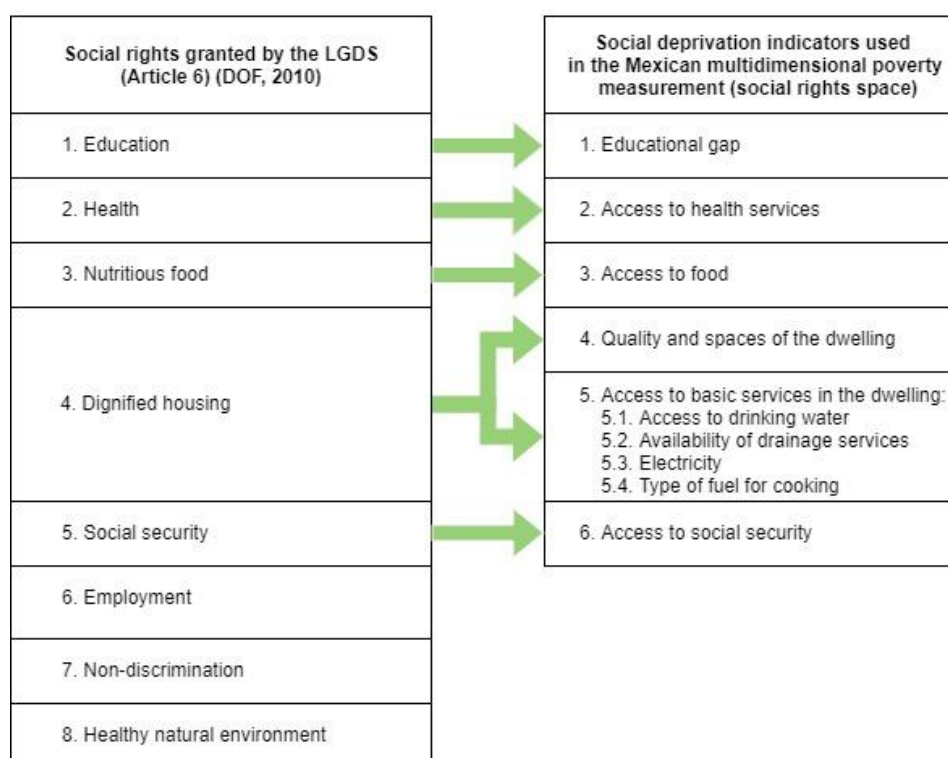 Social rights granted by the LGDS
(Article 6) (DOF, 2010)
Social deprivation indicators used
in the Mexican multidimensional poverty
measurement (social rights space)
1. Education
1. Educational gap
2. Health
2. Access to health services
3. Nutritious food
3. Access to food
4. Dignified housing
4. Quality and spaces of the dwelling
5. Access to basic services in the dwelling:
5.1. Access to drinking water
5.2. Availability of drainage services
5.3. Electricity
5.4. Type of fuel for cooking
5. Social security
6. Access to social security
6. Employment
7. Non-discrimination
8. Healthy natural environment